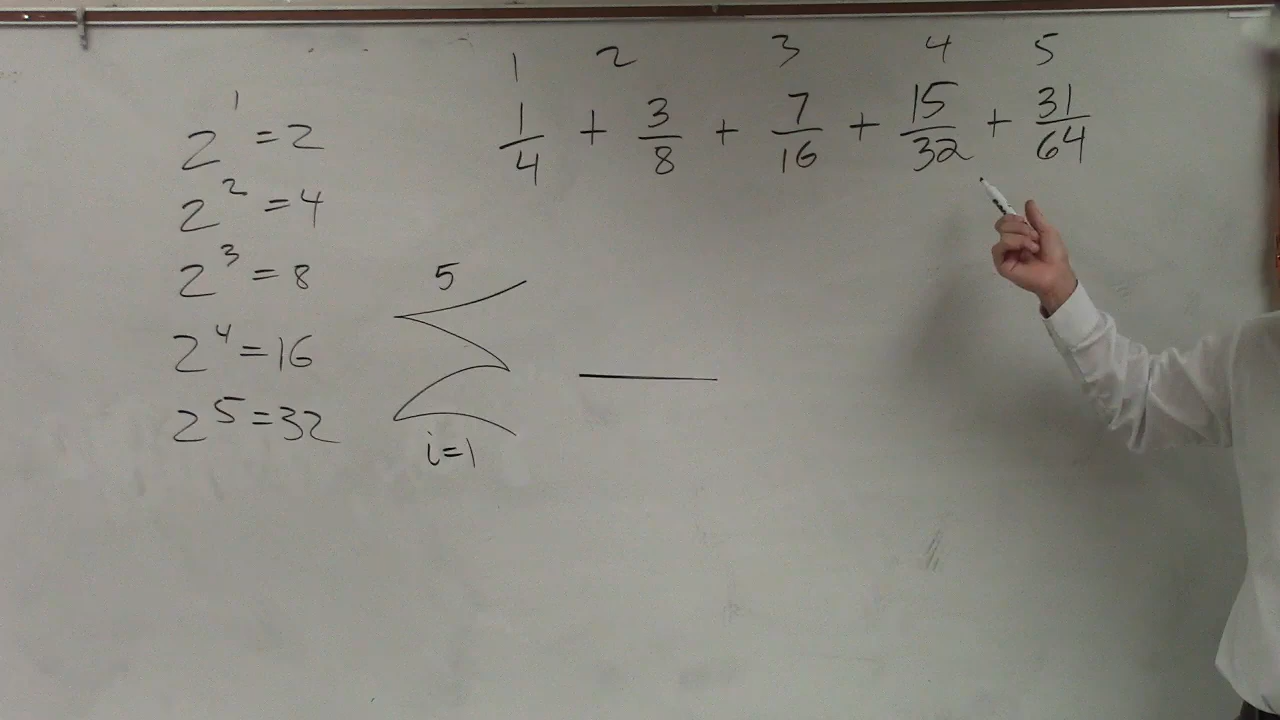 1 2 3 4 5
1/4 + 3/8 + 7/16 + 15/32 + 31/64
2^1 = 2
2^2 = 4
2^3 = 8
2^4 = 16
2^5 = 32
5
Σ
i=1